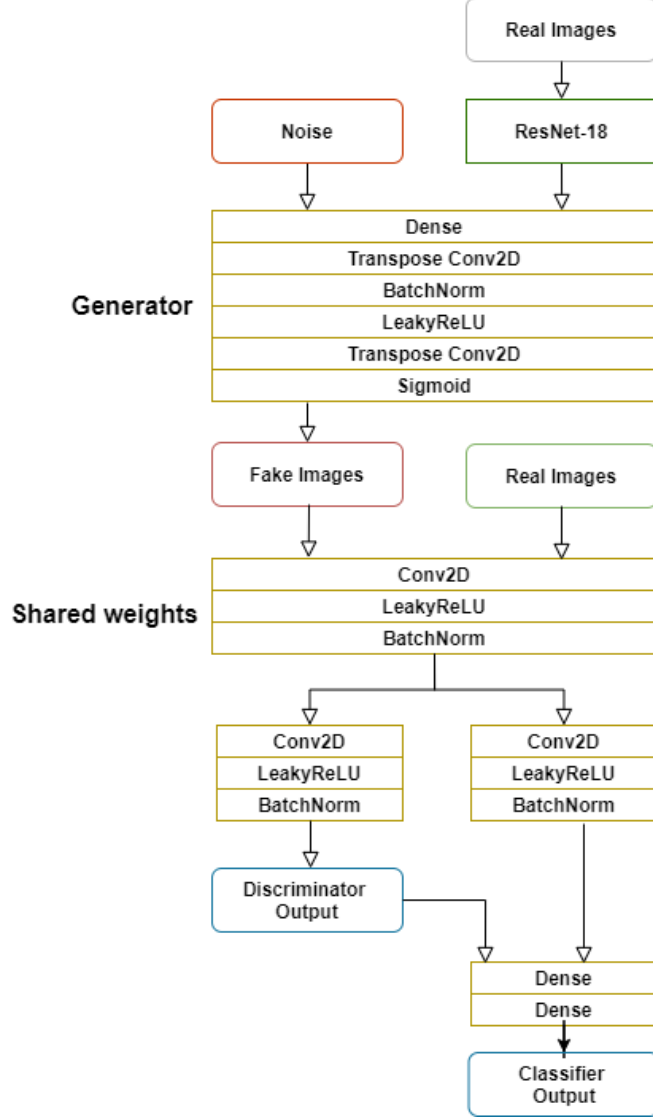 Real Images
Noise
ResNet-18
Generator
Dense
Transpose Conv2D
BatchNorm
LeakyReLU
Transpose Conv2D
Sigmoid
Fake Images
Real Images
Shared weights
Conv2D
LeakyReLU
BatchNorm
Conv2D
LeakyReLU
BatchNorm
Conv2D
LeakyReLU
BatchNorm
Discriminator
Output
Dense
Dense
Classifier
Output